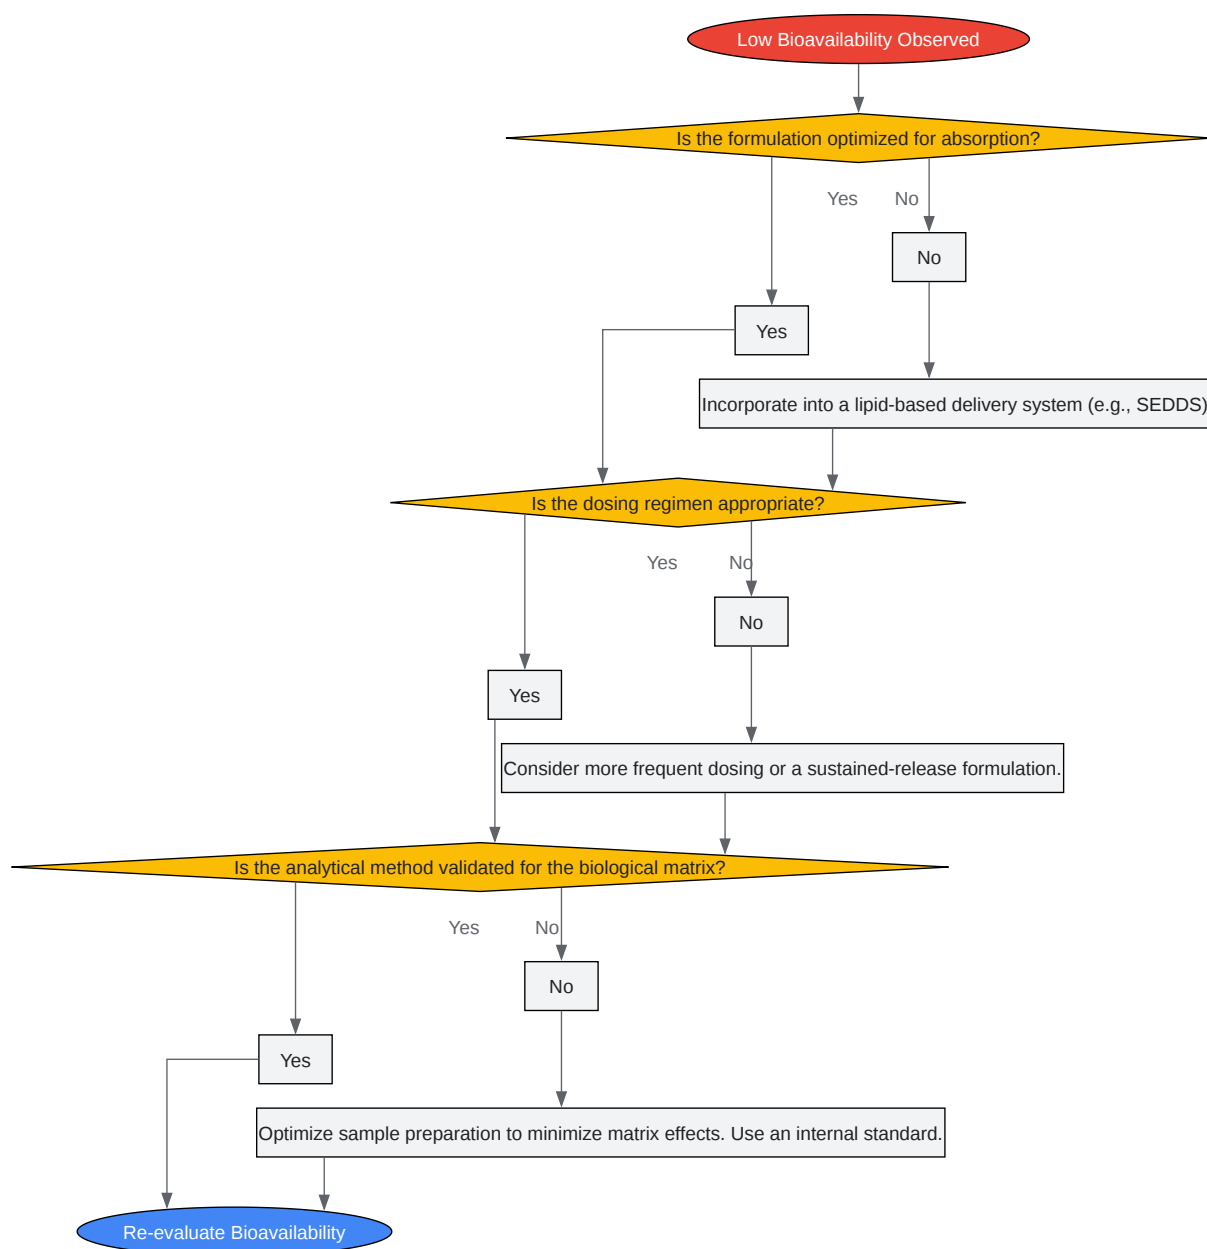 Low Bioavailability Observed
Is the formulation optimized for absorption?
Yes
No
No
Yes
Incorporate into a lipid-based delivery system (e.g., SEDDS)
Is the dosing regimen appropriate?
Yes
No
No
Yes
Consider more frequent dosing or a sustained-release formulation.
Is the analytical method validated for the biological matrix?
Yes
No
No
Yes
Optimize sample preparation to minimize matrix effects. Use an internal standard.
Re-evaluate Bioavailability